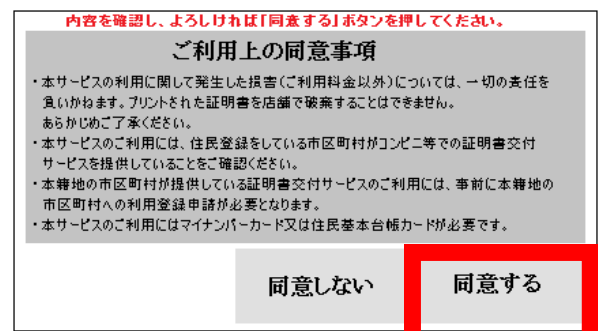 内容を確認し、よろしければ「同意する」ボタンを押してください。
ご利用上の同意事項
・本サービスの利用に関して発生した損害(ご利用料金以外)については、一切の責任を
負いかねます。プリントされた証明書を店舗で破棄することはできません。
あらかじめご了承ください。
・本サービスのご利用には、住民登録をしている市区町村がコンビニ等での証明書交付
サービスを提供していることをご確認ください。
・本籍地の市区町村が提供している証明書交付サービスのご利用には、事前に本籍地の
市区町村への利用登録申請が必要となります。
・本サービスのご利用にはマイナンバーカード又は住民基本台帳カードが必要です。
同意しない
同意する